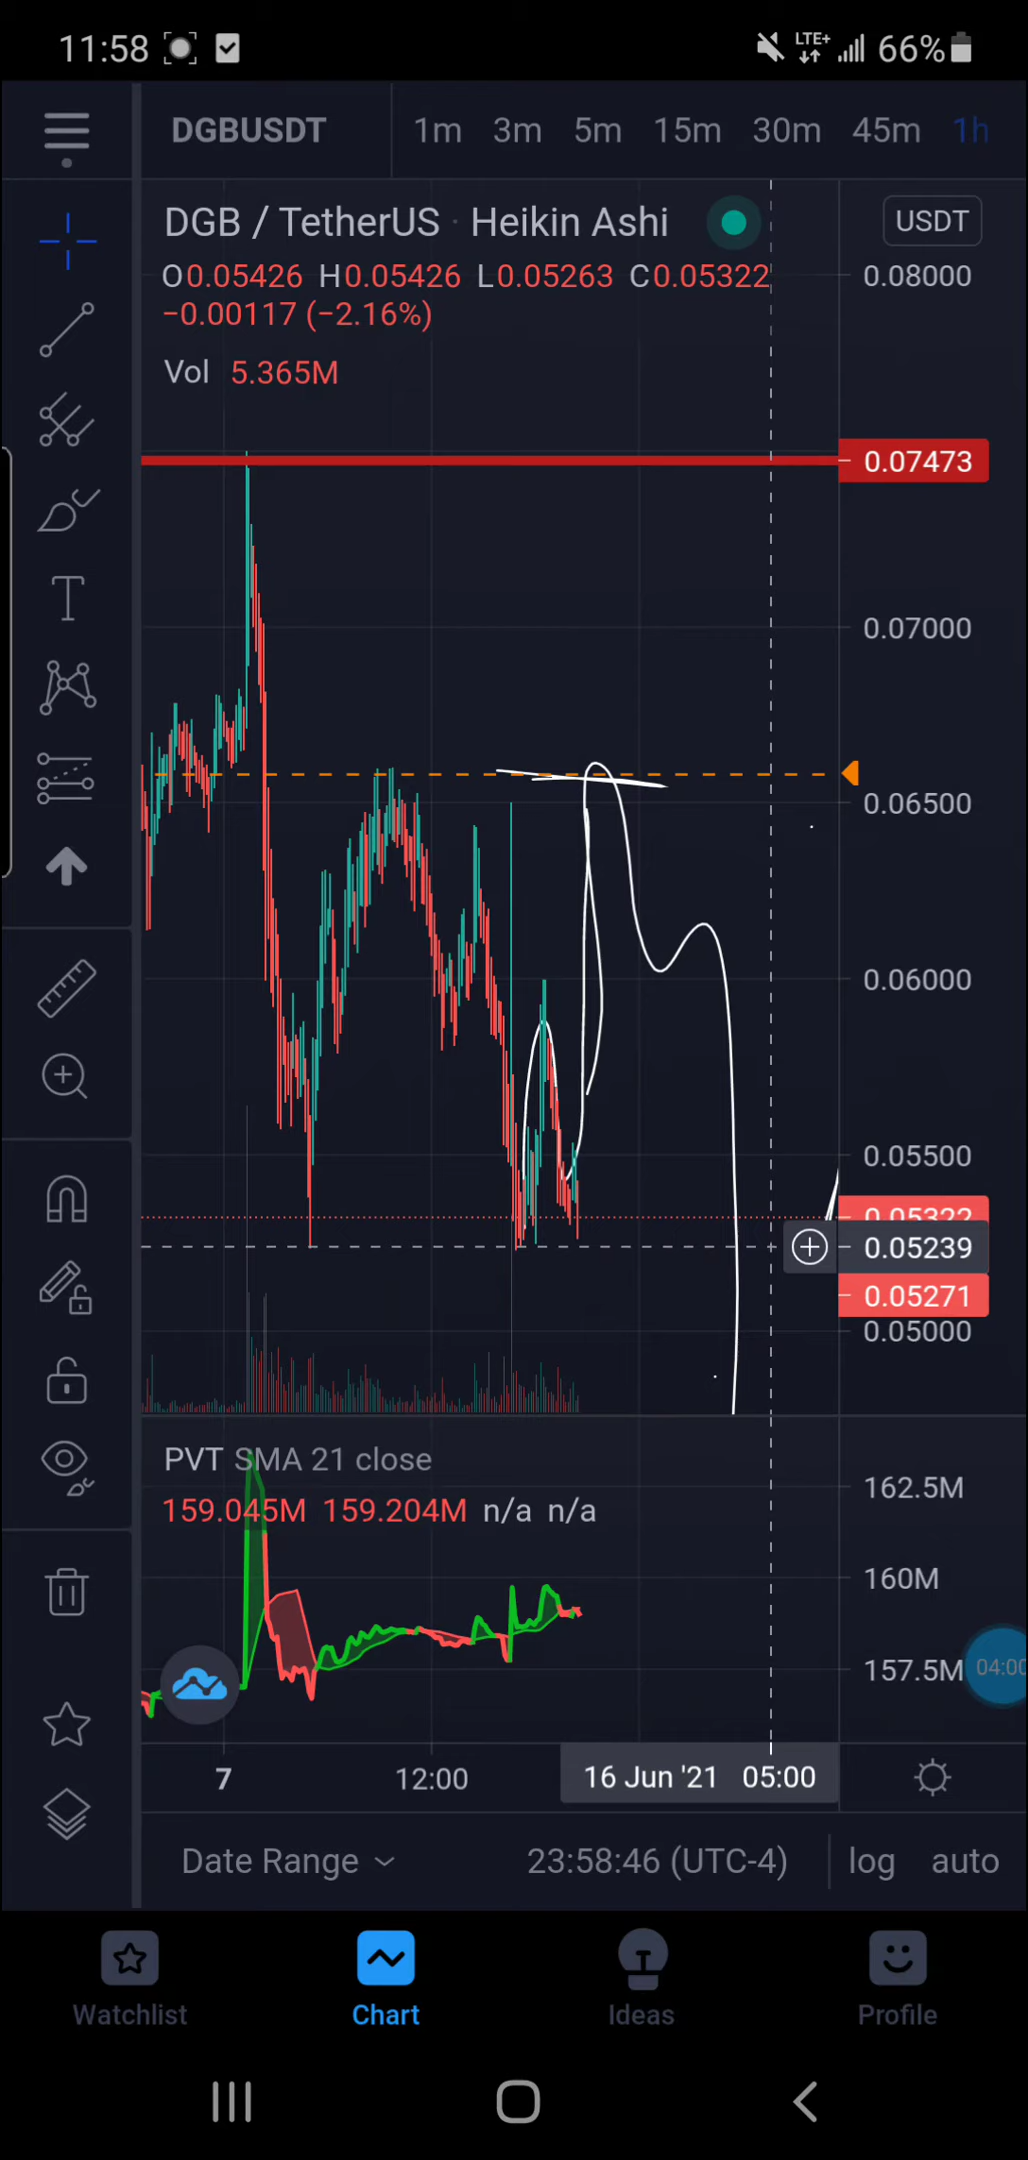 11:58 LTE+ 66%
DGBUSDT 1m 3m 5m 15m 30m 45m 1h
DGB / TetherUS · Heikin Ashi USDT
O0.05426 H0.05426 L0.05263 C0.05322
−0.00117 (−2.16%)
Vol 5.365M
0.08000
0.07473
0.07000
0.06500
0.06000
0.05500
0.05322
0.05239
0.05271
0.05000
PVT SMA 21 close
159.045M 159.204M n/a n/a
162.5M
160M
157.5M
04:00
7 12:00 16 Jun '21 05:00
Date Range 23:58:46 (UTC-4) log auto
Watchlist Chart Ideas Profile